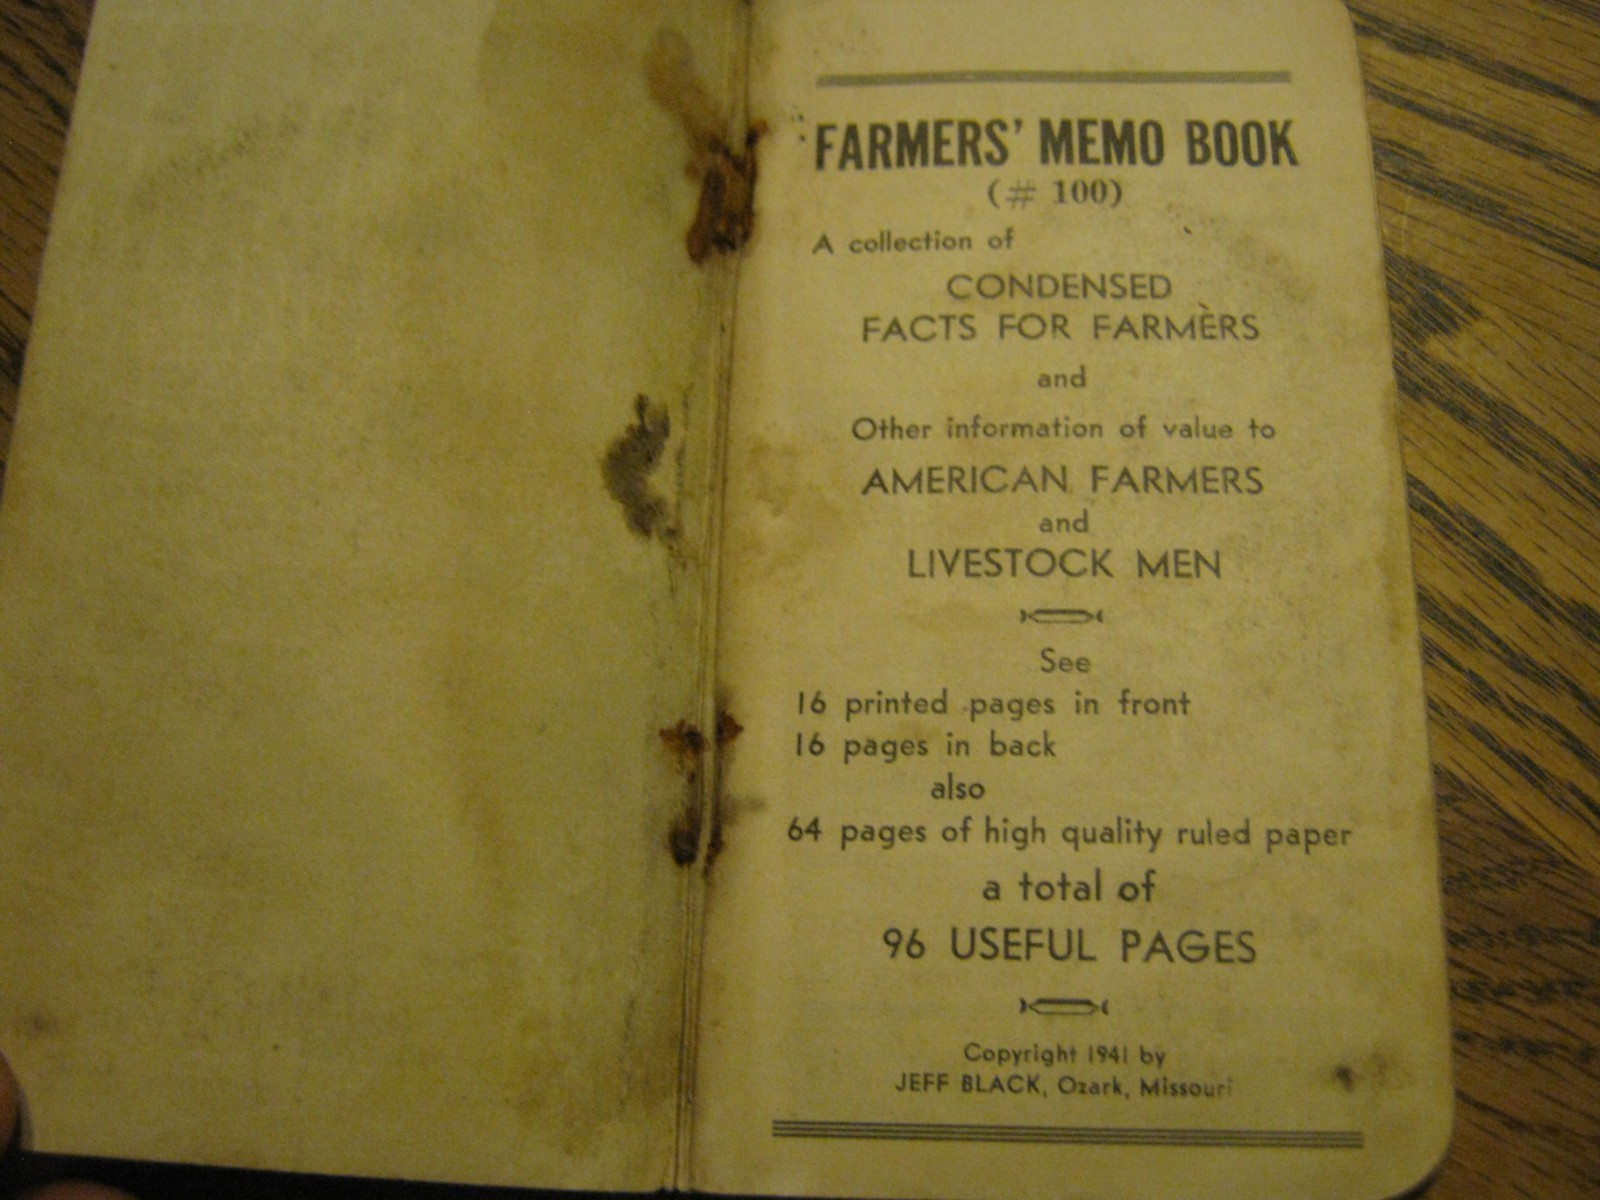 FARMERS' MEMO BOOK
(# 100)
A collection of
CONDENSED
FACTS FOR FARMERS
and
Other information of value to
AMERICAN FARMERS
and
LIVESTOCK MEN
See
16 printed pages in front
16 pages in back
also
64 pages of high quality ruled paper
a total of
96 USEFUL PAGES
Copyright 1941 by
JEFF BLACK, Ozark, Missouri